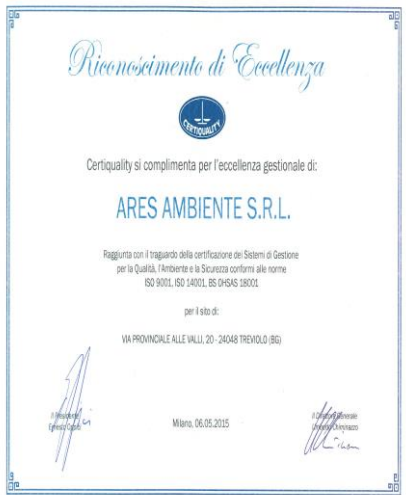 Riconoscimento di Eccellenza
CERTIQUALITY
Certiquality si complimenta per l'eccellenza gestionale di:
ARES AMBIENTE S.R.L.
Raggiunta con il traguardo della certificazione dei Sistemi di Gestione
per la Qualità, l'Ambiente e la Sicurezza conformi alle norme
ISO 9001, ISO 14001, BS OHSAS 18001
per il sito di:
VIA PROVINCIALE ALLE VALLI, 20 - 24048 TREVIOLO (BG)
Il Presidente
Ernesto
Milano, 06.05.2015
Il Direttore Generale
Umberto Chiminazzo